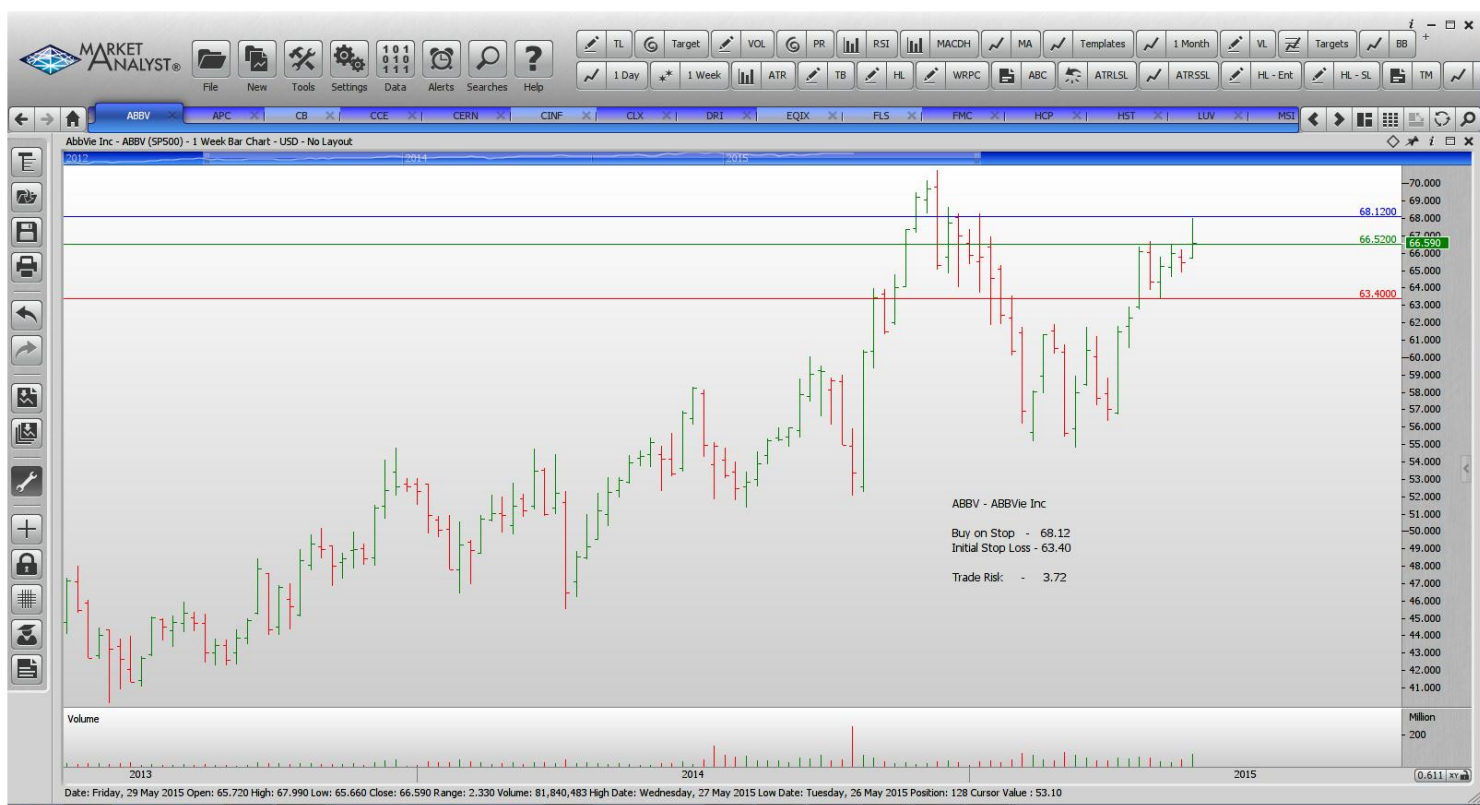 MARKET
ANALYST®
File
New
Tools
Settings
101
010
111
Data
Alerts
Searches
Help
TL
Target
VOL
PR
RSI
MACDH
MA
Templates
1 Month
VL
Targets
BB
1 Day
1 Week
ATR
TB
HL
WRPC
ABC
ATRLSL
ATRSSL
HL - Ent
HL - SL
TM
ABBV
APC
CB
CCE
CERN
CINF
CLX
DRI
EQIX
FLS
FMC
HCP
HST
LUV
MSI
AbbVie Inc - ABBV (SP500) - 1 Week Bar Chart - USD - No Layout
2012
2014
2015
70.000
69.000
68.1200
68.000
67.000
66.5200
66.590
66.000
65.000
64.000
63.4000
63.000
62.000
61.000
60.000
59.000
58.000
57.000
56.000
55.000
54.000
53.000
52.000
51.000
50.000
49.000
48.000
47.000
46.000
45.000
44.000
43.000
42.000
41.000
ABBV - ABBVie Inc
Buy on Stop - 68.12
Initial Stop Loss - 63.40
Trade Risk - 3.72
Volume
Million
200
2013
2014
2015
0.611 XY
Date: Friday, 29 May 2015 Open: 65.720 High: 67.990 Low: 65.660 Close: 66.590 Range: 2.330 Volume: 81,840,483 High Date: Wednesday, 27 May 2015 Low Date: Tuesday, 26 May 2015 Position: 128 Cursor Value : 53.10